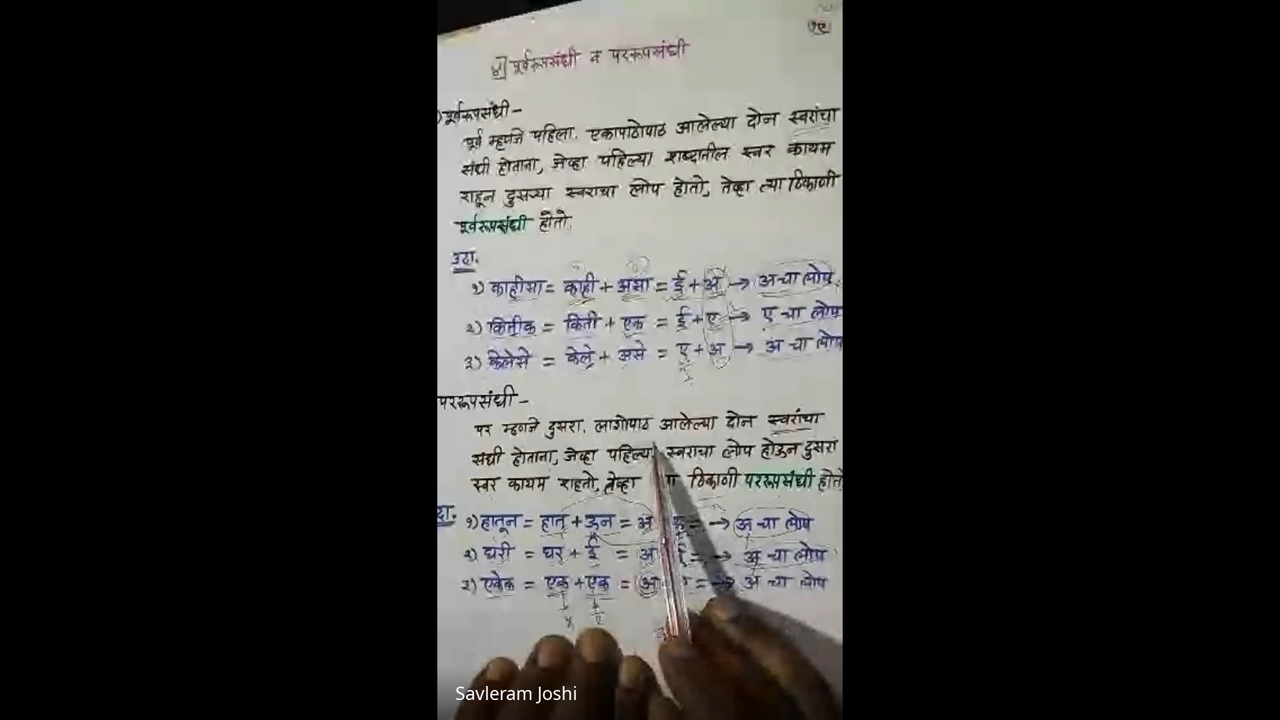 १९
४] पूर्वरूपसंधी व पररूपसंधी
पूर्वरूपसंधी -
पूर्व म्हणजे पहिला. एकापाठोपाठ आलेल्या दोन स्वरांचा
संधी होताना, जेव्हा पहिल्या शब्दातील स्वर कायम
राहून दुसऱ्या स्वराचा लोप होतो, तेव्हा त्या ठिकाणी
पूर्वरूपसंधी होतो.
उदा.
१) काहीसा = काही + असा = ई + अ → अ चा लोप.
२) कितीक = किती + एक = ई + ए → ए चा लोप
३) केलेसे = केले + असे = ए + अ → अ चा लोप
पररूपसंधी -
पर म्हणजे दुसरा. लागोपाठ आलेल्या दोन स्वरांचा
संधी होताना, जेव्हा पहिल्या स्वराचा लोप होऊन दुसरा
स्वर कायम राहतो, तेव्हा ठिकाणी पररूपसंधी होतो
१) हातून = हात + ऊन = अ ऊ = → अ चा लोप
२) घरी = घर + ई = अ ई = → अ चा लोप
३) एकेक = एक + एक = अ = → अ चा लोप
Savleram Joshi